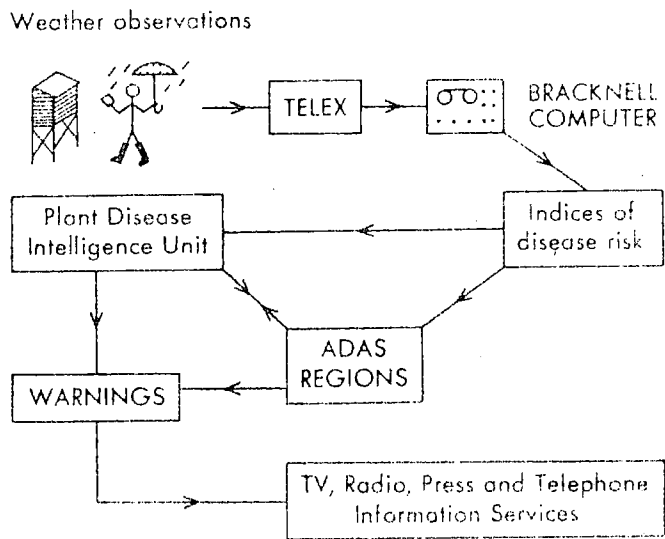 Weather observations
TELEX
BRACKNELL
COMPUTER
Plant Disease
Intelligence Unit
Indices of
disease risk
ADAS
REGIONS
WARNINGS
TV, Radio, Press and Telephone
Information Services